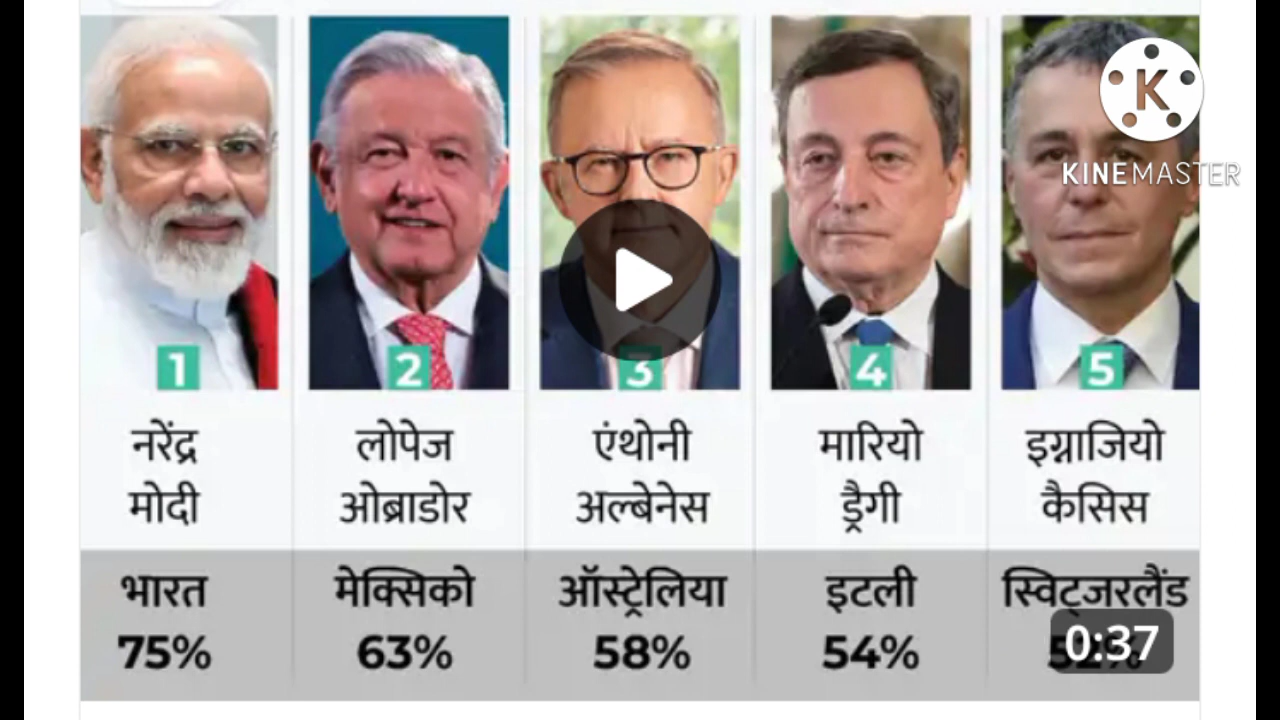 K
KINEMASTER
1
2
3
4
5
नरेंद्र
मोदी
लोपेज
ओब्राडोर
एंथोनी
अल्बेनेस
मारियो
ड्रैगी
इग्नाजियो
कैसिस
भारत
75%
मेक्सिको
63%
ऑस्ट्रेलिया
58%
इटली
54%
स्विट्जरलैंड
0:37